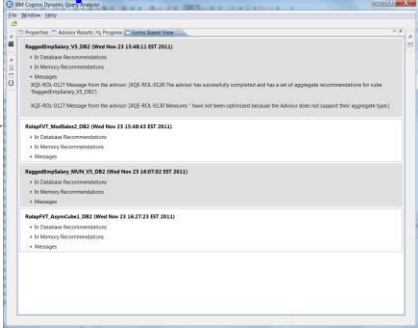 IBM Cognos Dynamic Query Analyzer
File Window Help
Properties Advisor Results Progress Forms Based View
RaggedEmpSalary_V5_DB2 (Wed Nov 23 15:48:11 EST 2011)
In Database Recommendations
In Memory Recommendations
Messages
XQE-ROL-0127 Message from the advisor: [XQE-ROL-0128 The advisor has successfully completed and has a set of aggregate recommendations for cube
'RaggedEmpSalary_V5_DB2']
XQE-ROL-0127 Message from the advisor: [XQE-ROL-0130 Measures '' have not been optimized because the Advisor does not support their aggregate type.]
RolapFVT_ModSales2_DB2 (Wed Nov 23 15:48:43 EST 2011)
In Database Recommendations
In Memory Recommendations
Messages
RaggedEmpSalary_MUN_V5_DB2 (Wed Nov 23 16:07:02 EST 2011)
In Database Recommendations
In Memory Recommendations
Messages
RolapFVT_AsymCube1_DB2 (Wed Nov 23 16:27:23 EST 2011)
In Database Recommendations
In Memory Recommendations
Messages